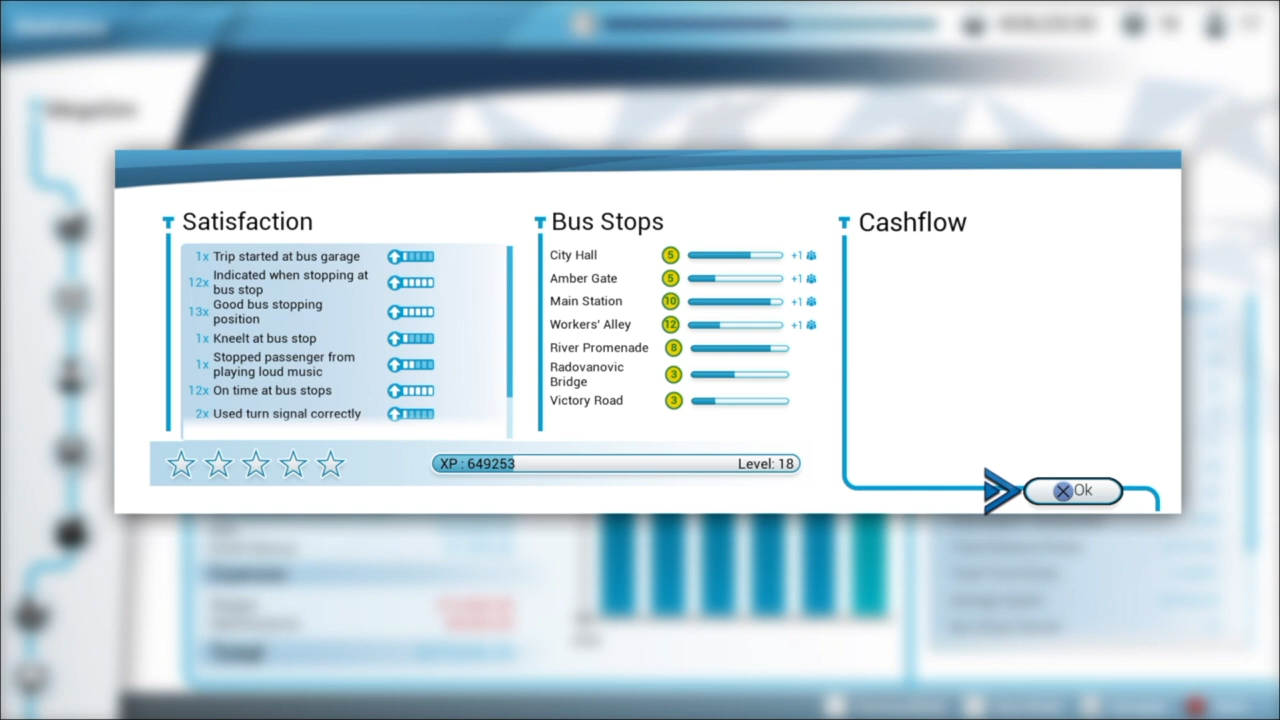 Satisfaction
1x Trip started at bus garage
12x Indicated when stopping at
bus stop
13x Good bus stopping
position
1x Kneelt at bus stop
1x Stopped passenger from
playing loud music
12x On time at bus stops
2x Used turn signal correctly
Bus Stops
City Hall 5 +1
Amber Gate 5 +1
Main Station 10 +1
Workers' Alley 12 +1
River Promenade 8
Radovanovic
Bridge 3
Victory Road 3
Cashflow
XP : 649253 Level: 18
Ok